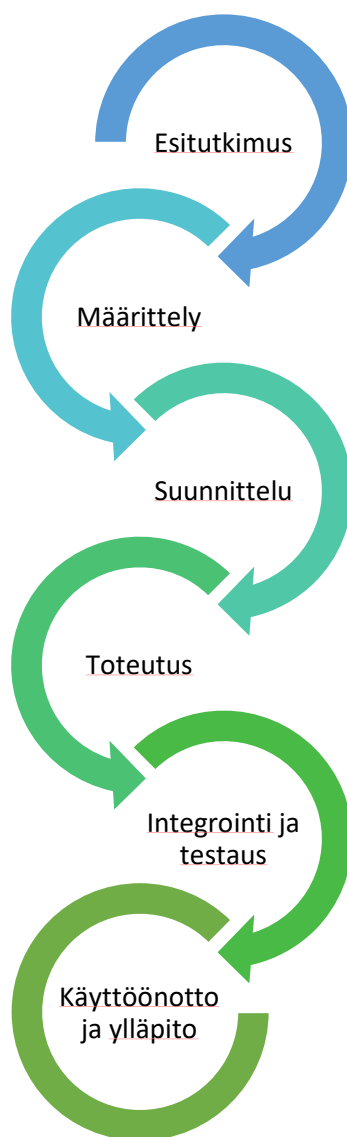 Esitutkimus
Määrittely
Suunnittelu
Toteutus
Integrointi ja
testaus
Käyttöönotto
ja ylläpito